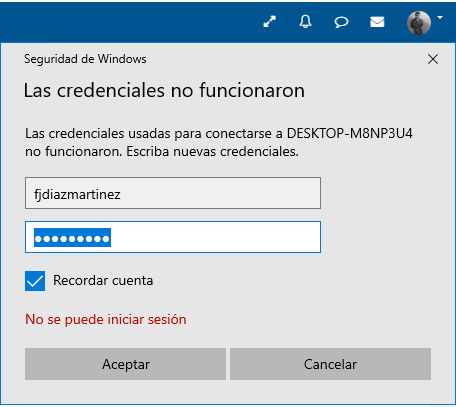 Seguridad de Windows
Las credenciales no funcionaron
Las credenciales usadas para conectarse a DESKTOP-M8NP3U4
no funcionaron. Escriba nuevas credenciales.
fjdiazmartinez
●●●●●●●●●
Recordar cuenta
No se puede iniciar sesión
Aceptar
Cancelar